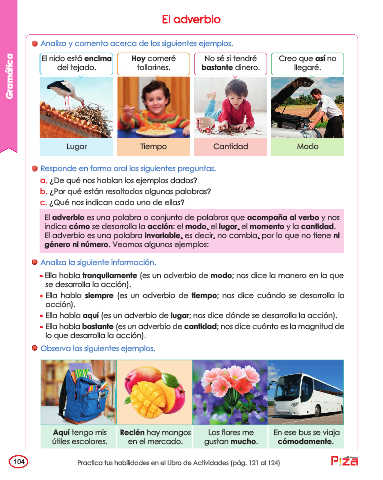 El adverbio
Gramática
Analiza y comenta acerca de los siguientes ejemplos.
El nido está encima
del tejado.
Hoy comeré
tallarines.
No sé si tendré
bastante dinero.
Creo que así no
llegaré.
Lugar
Tiempo
Cantidad
Modo
Responde en forma oral las siguientes preguntas.
a. ¿De qué nos hablan los ejemplos dados?
b. ¿Por qué están resaltadas algunas palabras?
c. ¿Qué nos indican cada una de ellas?
El adverbio es una palabra o conjunto de palabras que acompaña al verbo y nos
indica cómo se desarrolla la acción: el modo, el lugar, el momento y la cantidad.
El adverbio es una palabra invariable, es decir, no cambia, por lo que no tiene ni
género ni número. Veamos algunos ejemplos:
Analiza la siguiente información.
• Ella habla tranquilamente (es un adverbio de modo; nos dice la manera en la que
se desarrolla la acción).
• Ella habla siempre (es un adverbio de tiempo; nos dice cuándo se desarrolla la
acción).
• Ella habla aquí (es un adverbio de lugar; nos dice dónde se desarrolla la acción).
• Ella habla bastante (es un adverbio de cantidad; nos dice cuánta es la magnitud de
lo que desarrolla la acción).
Observa los siguientes ejemplos.
Aquí tengo mis
útiles escolares.
Recién hay mangos
en el mercado.
Las flores me
gustan mucho.
En ese bus se viaja
cómodamente.
104
Practica tus habilidades en el Libro de Actividades (pág. 121 al 124)